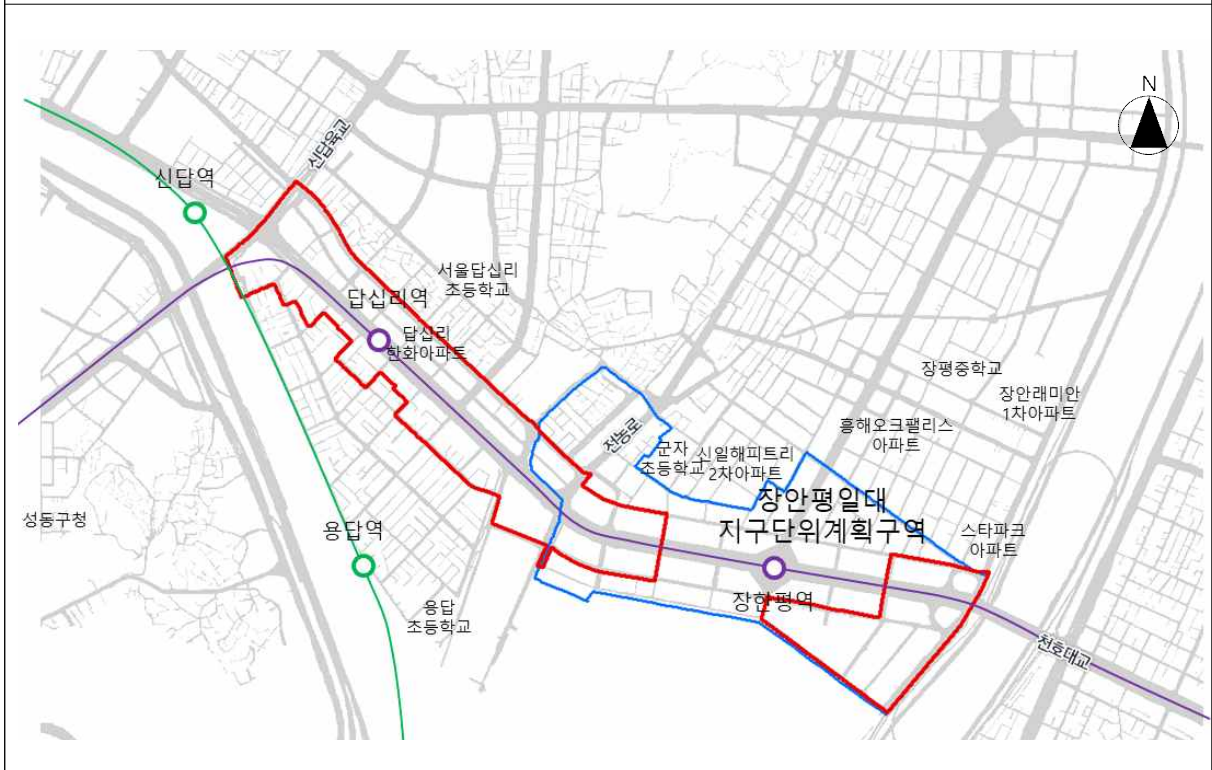 N
신답육교
신답역
서울답십리
초등학교
답십리역
답십리
한화아파트
장평중학교
장안래미안
1차아파트
흥해오크팰리스
아파트
전농로
군자
초등학교
신일해피트리
2차아파트
장안평일대
지구단위계획구역
성동구청
용답역
스타파크
아파트
장한평역
용답
초등학교
천호대교